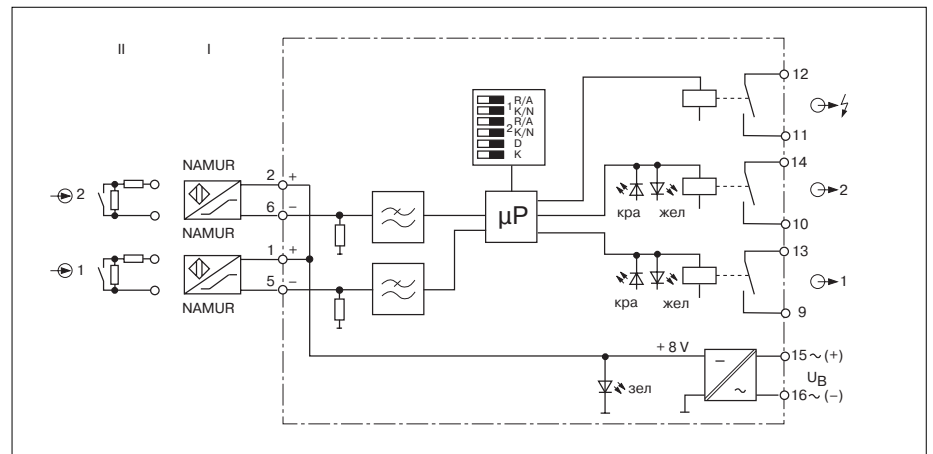 II I
12
R/A
1
K/N
R/A
2
K/N
D
K
11
NAMUR
2 +
14
2
6 −
µP
кра жел
2
NAMUR
10
1 +
13
1
5 −
1
NAMUR
кра жел
9
+ 8 V
15 ~ (+)
−
зел
U_B
~
16 ~ (−)